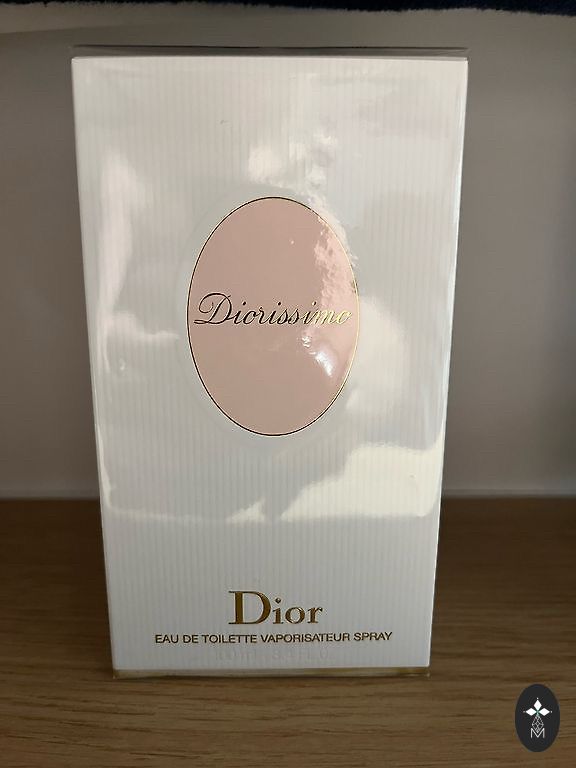 Diorissimo
Dior
EAU DE TOILETTE VAPORISATEUR SPRAY
M